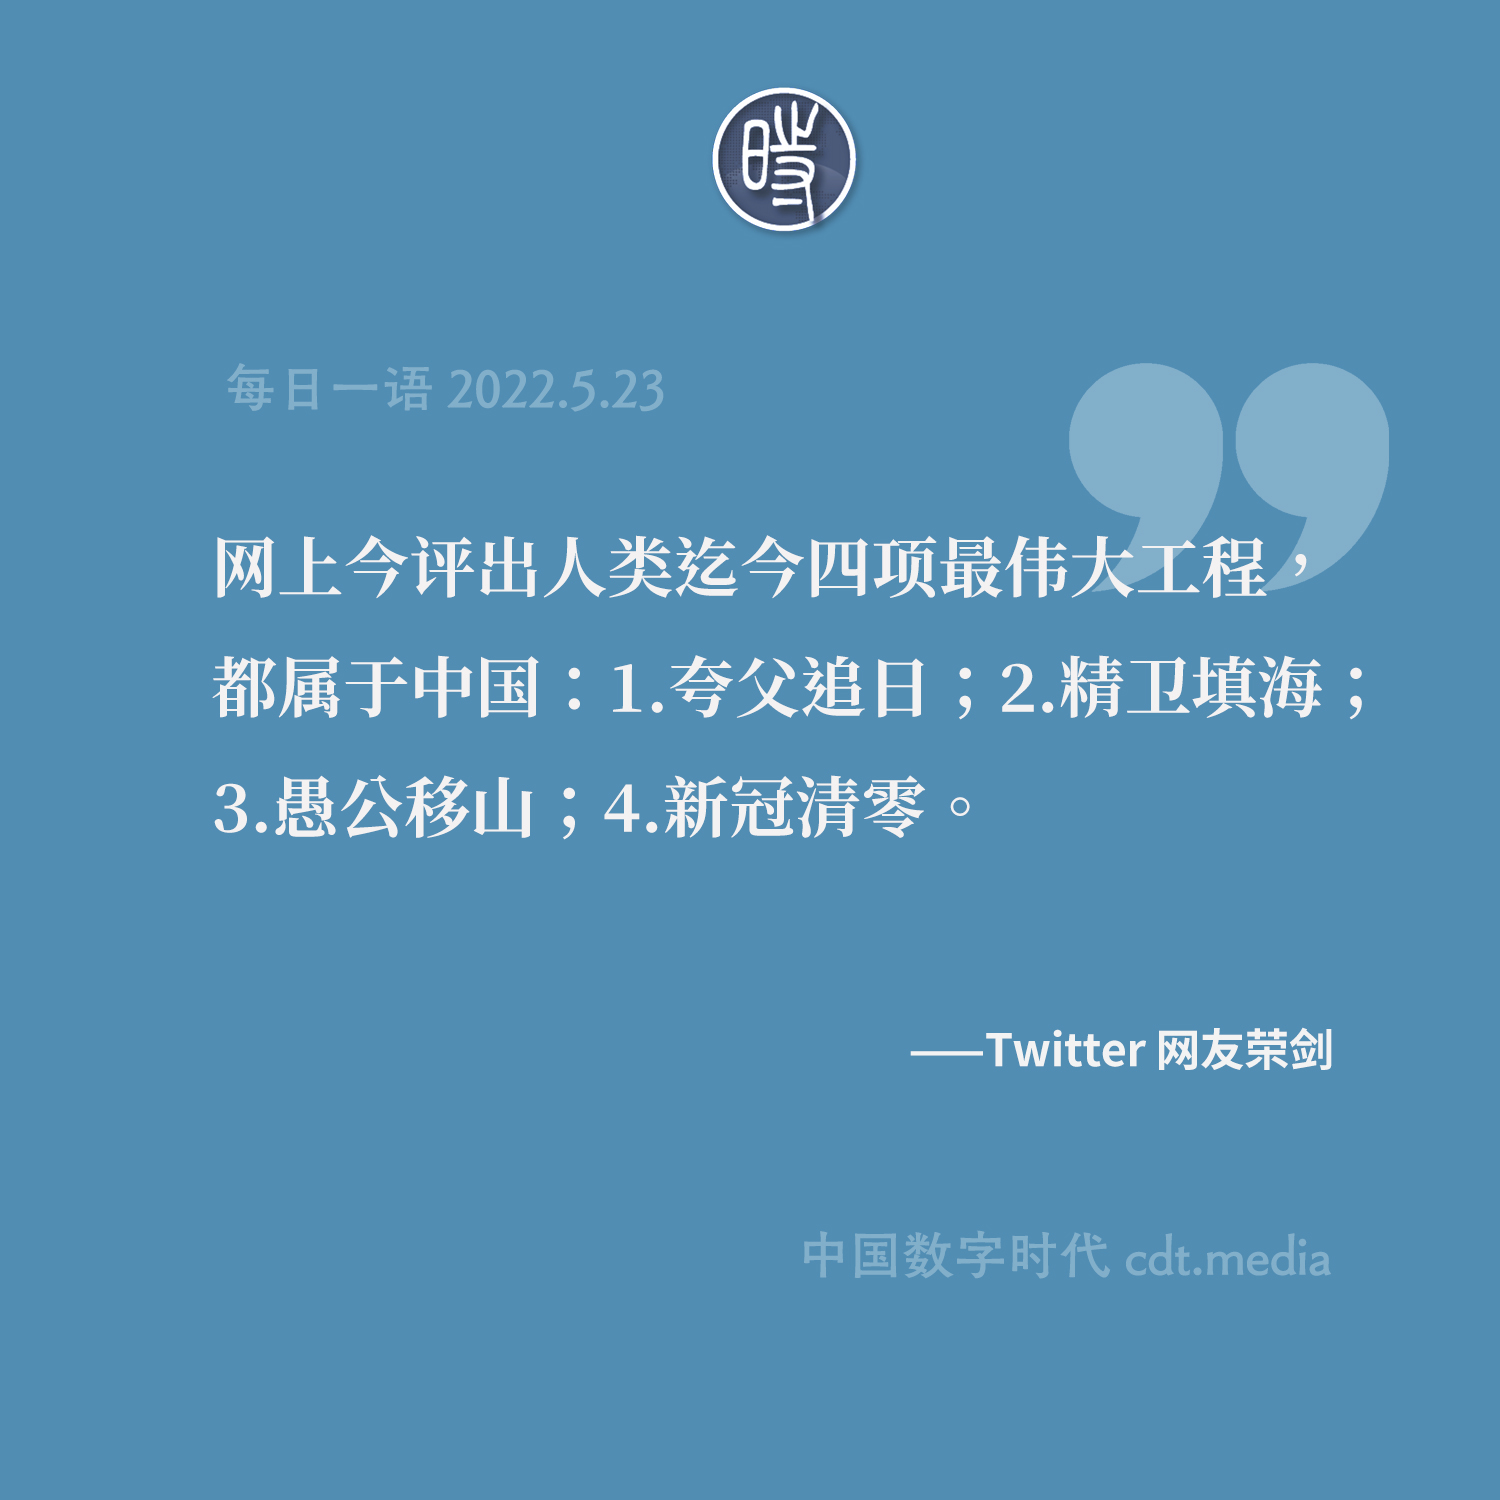 時
每日一语 2022.5.23
网上今评出人类迄今四项最伟大工程，
都属于中国：1.夸父追日；2.精卫填海；
3.愚公移山；4.新冠清零。
——Twitter 网友荣剑
中国数字时代 cdt.media